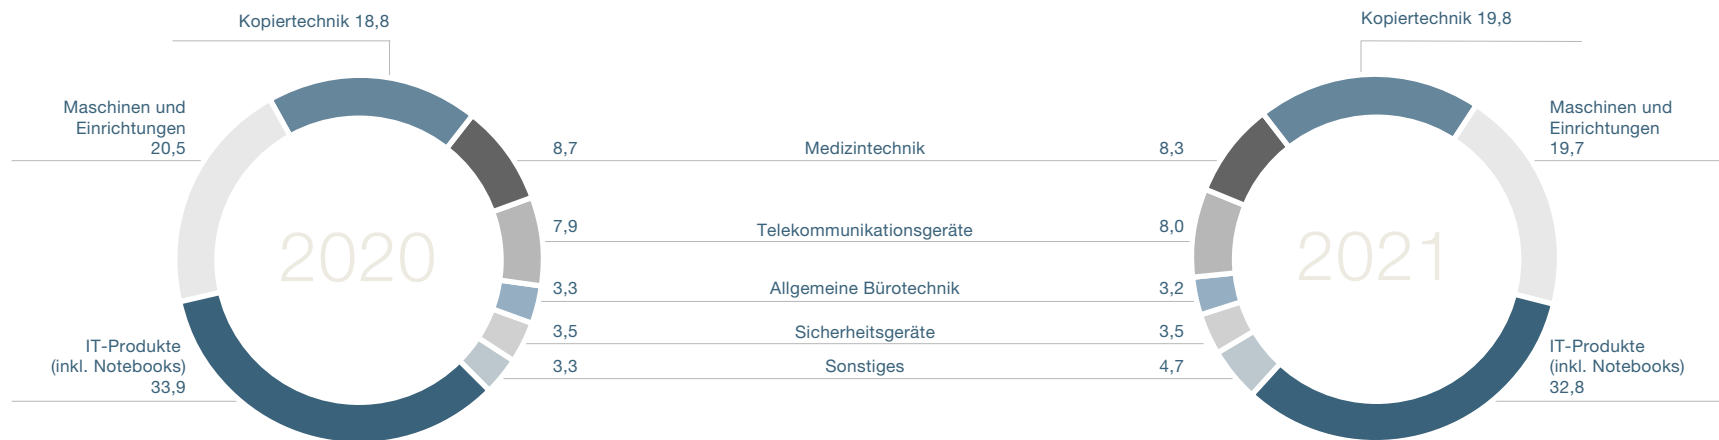 Kopiertechnik 18,8
Kopiertechnik 19,8
Maschinen und
Einrichtungen
20,5
Maschinen und
Einrichtungen
19,7
8,7 Medizintechnik 8,3
7,9 Telekommunikationsgeräte 8,0
2020
2021
3,3 Allgemeine Bürotechnik 3,2
3,5 Sicherheitsgeräte 3,5
3,3 Sonstiges 4,7
IT-Produkte
(inkl. Notebooks)
33,9
IT-Produkte
(inkl. Notebooks)
32,8